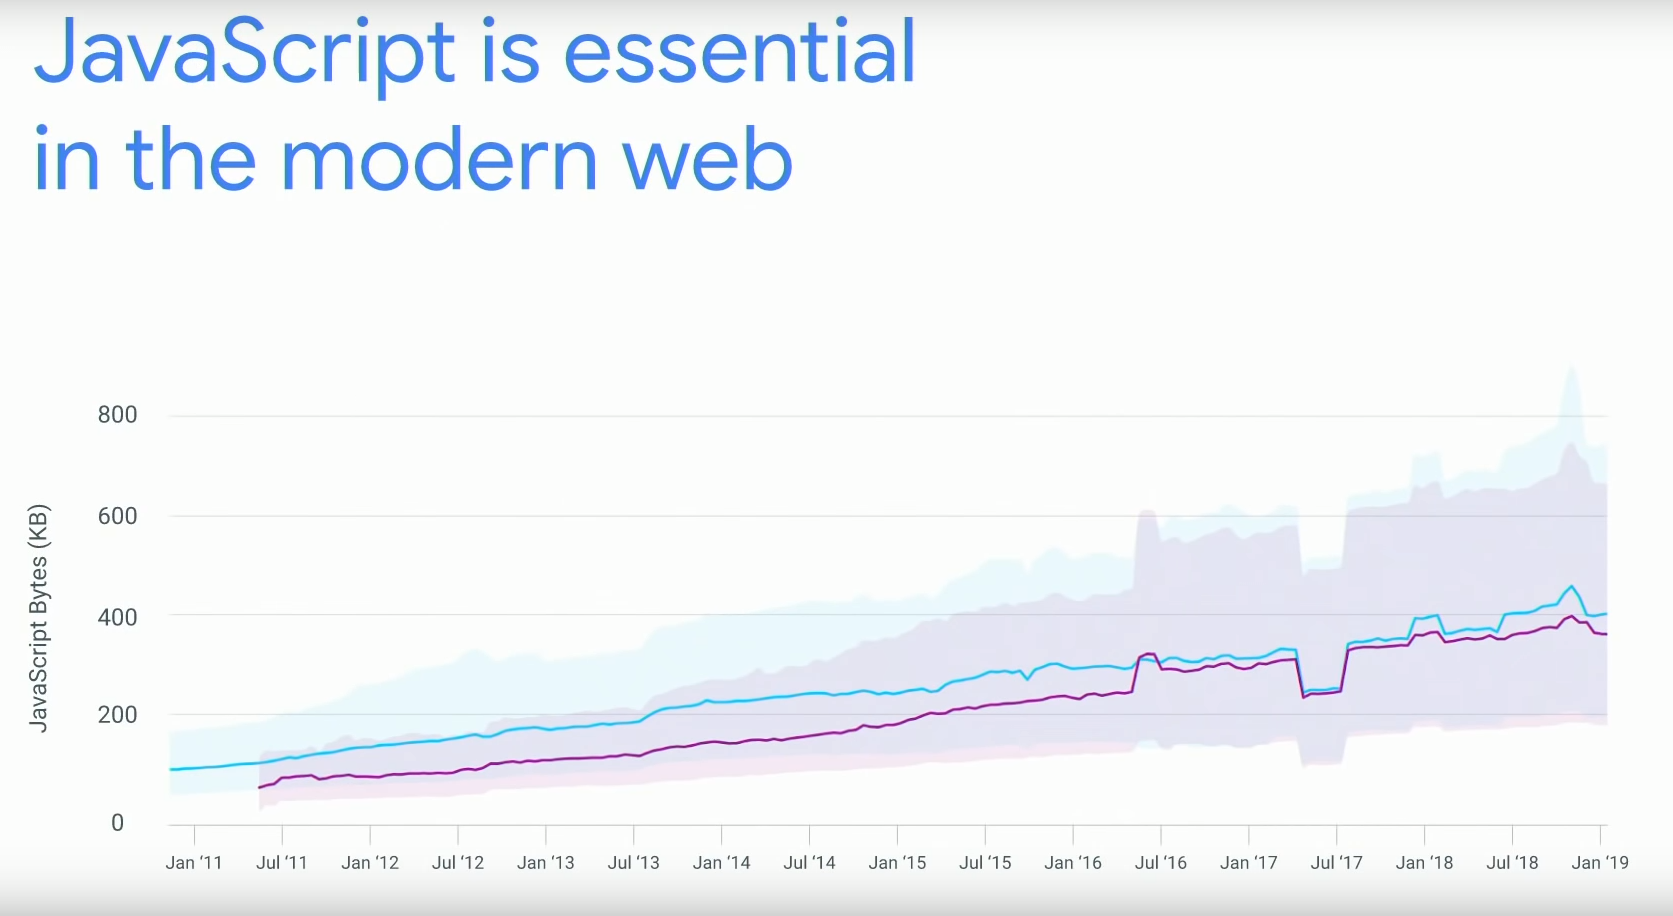 JavaScript is essential
in the modern web
JavaScript Bytes (KB)
800
600
400
200
0
Jan ‘11 Jul ‘11 Jan ‘12 Jul ‘12 Jan ‘13 Jul ‘13 Jan ‘14 Jul ‘14 Jan ‘15 Jul ‘15 Jan ‘16 Jul ‘16 Jan ‘17 Jul ‘17 Jan ‘18 Jul ‘18 Jan ‘19